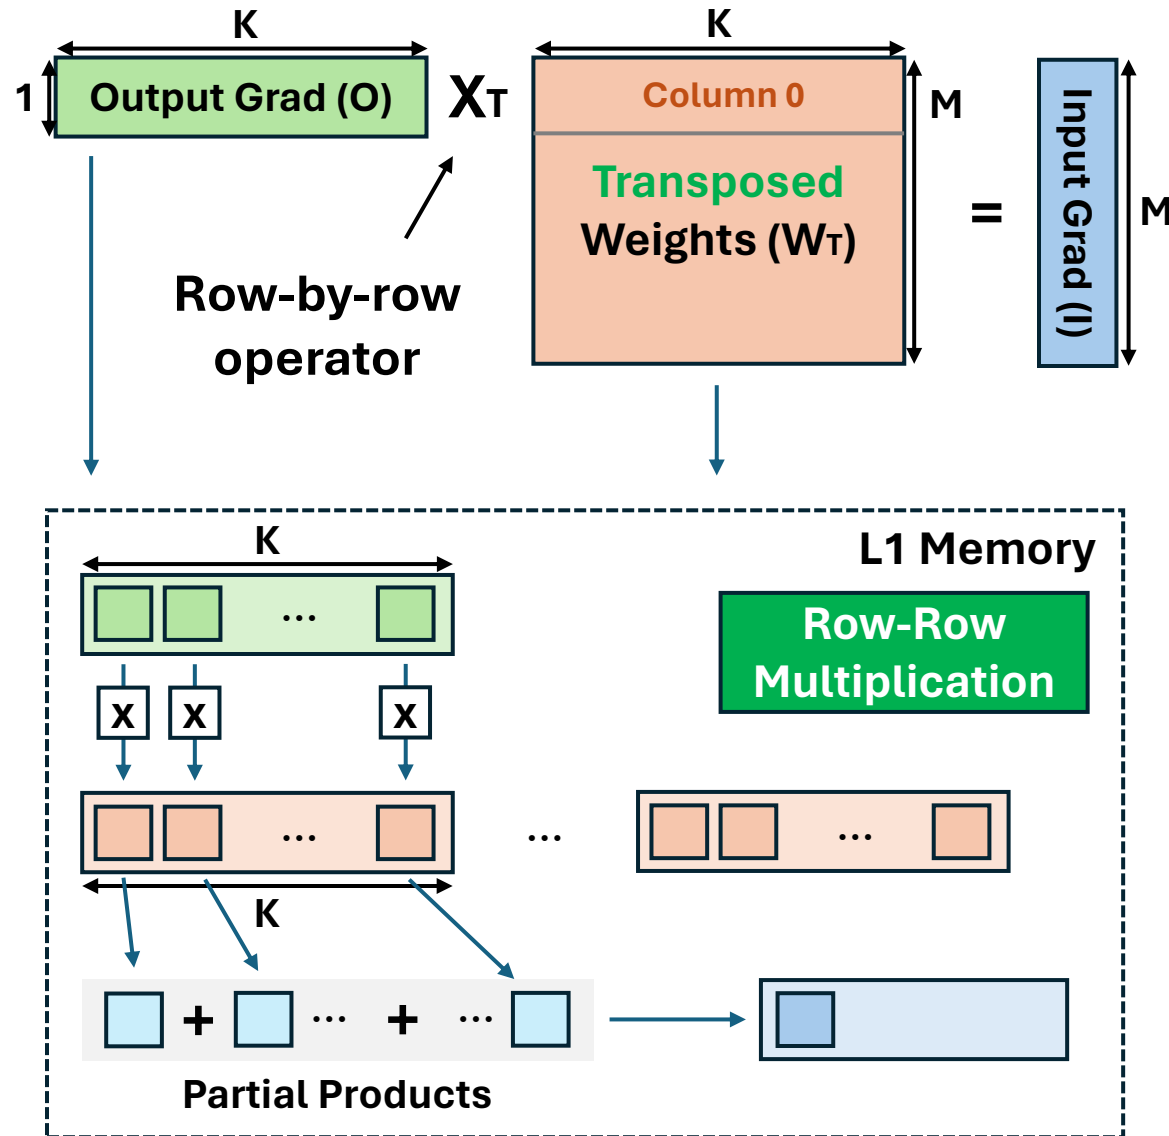 K
K
1
Output Grad (O)
XT
Column 0
M
Transposed
Weights (WT)
=
Input Grad (I)
M
Row-by-row
operator
L1 Memory
K
...
Row-Row
Multiplication
X X X
...
...
...
K
+ ... + ...
Partial Products